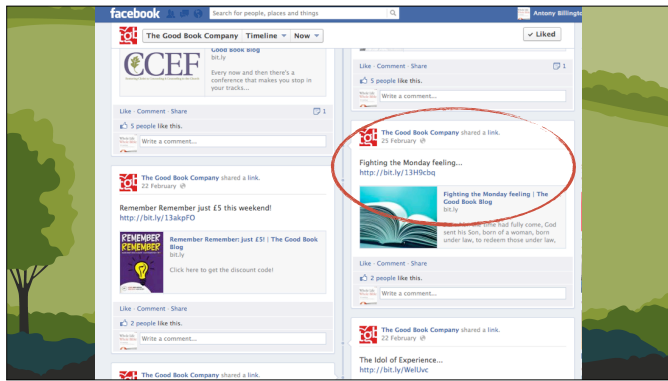 facebook
Search for people, places and things
Antony Billingto
The Good Book Company
Timeline
Now
Liked
Good Book Blog
bit.ly
CCEF
Every now and then there's a
conference that makes you stop in
your tracks...
Like · Comment · Share
1
5 people like this.
Write a comment...
The Good Book Company shared a link.
22 February
Remember Remember just £5 this weekend!
http://bit.ly/13akpFO
REMEMBER
REMEMBER
Remember Remember: just £5! | The Good Book
Blog
bit.ly
Click here to get the discount code!
Like · Comment · Share
2 people like this.
Write a comment...
The Good Book Company shared a link.
Like · Comment · Share
1
5 people like this.
Write a comment...
The Good Book Company shared a link.
25 February
Fighting the Monday feeling...
http://bit.ly/13H9cbq
Fighting the Monday feeling | The
Good Book Blog
bit.ly
the time had fully come, God
sent his Son, born of a woman, born
under law, to redeem those under law,
Like · Comment · Share
2 people like this.
Write a comment...
The Good Book Company shared a link.
22 February
The Idol of Experience...
http://bit.ly/WelUvc